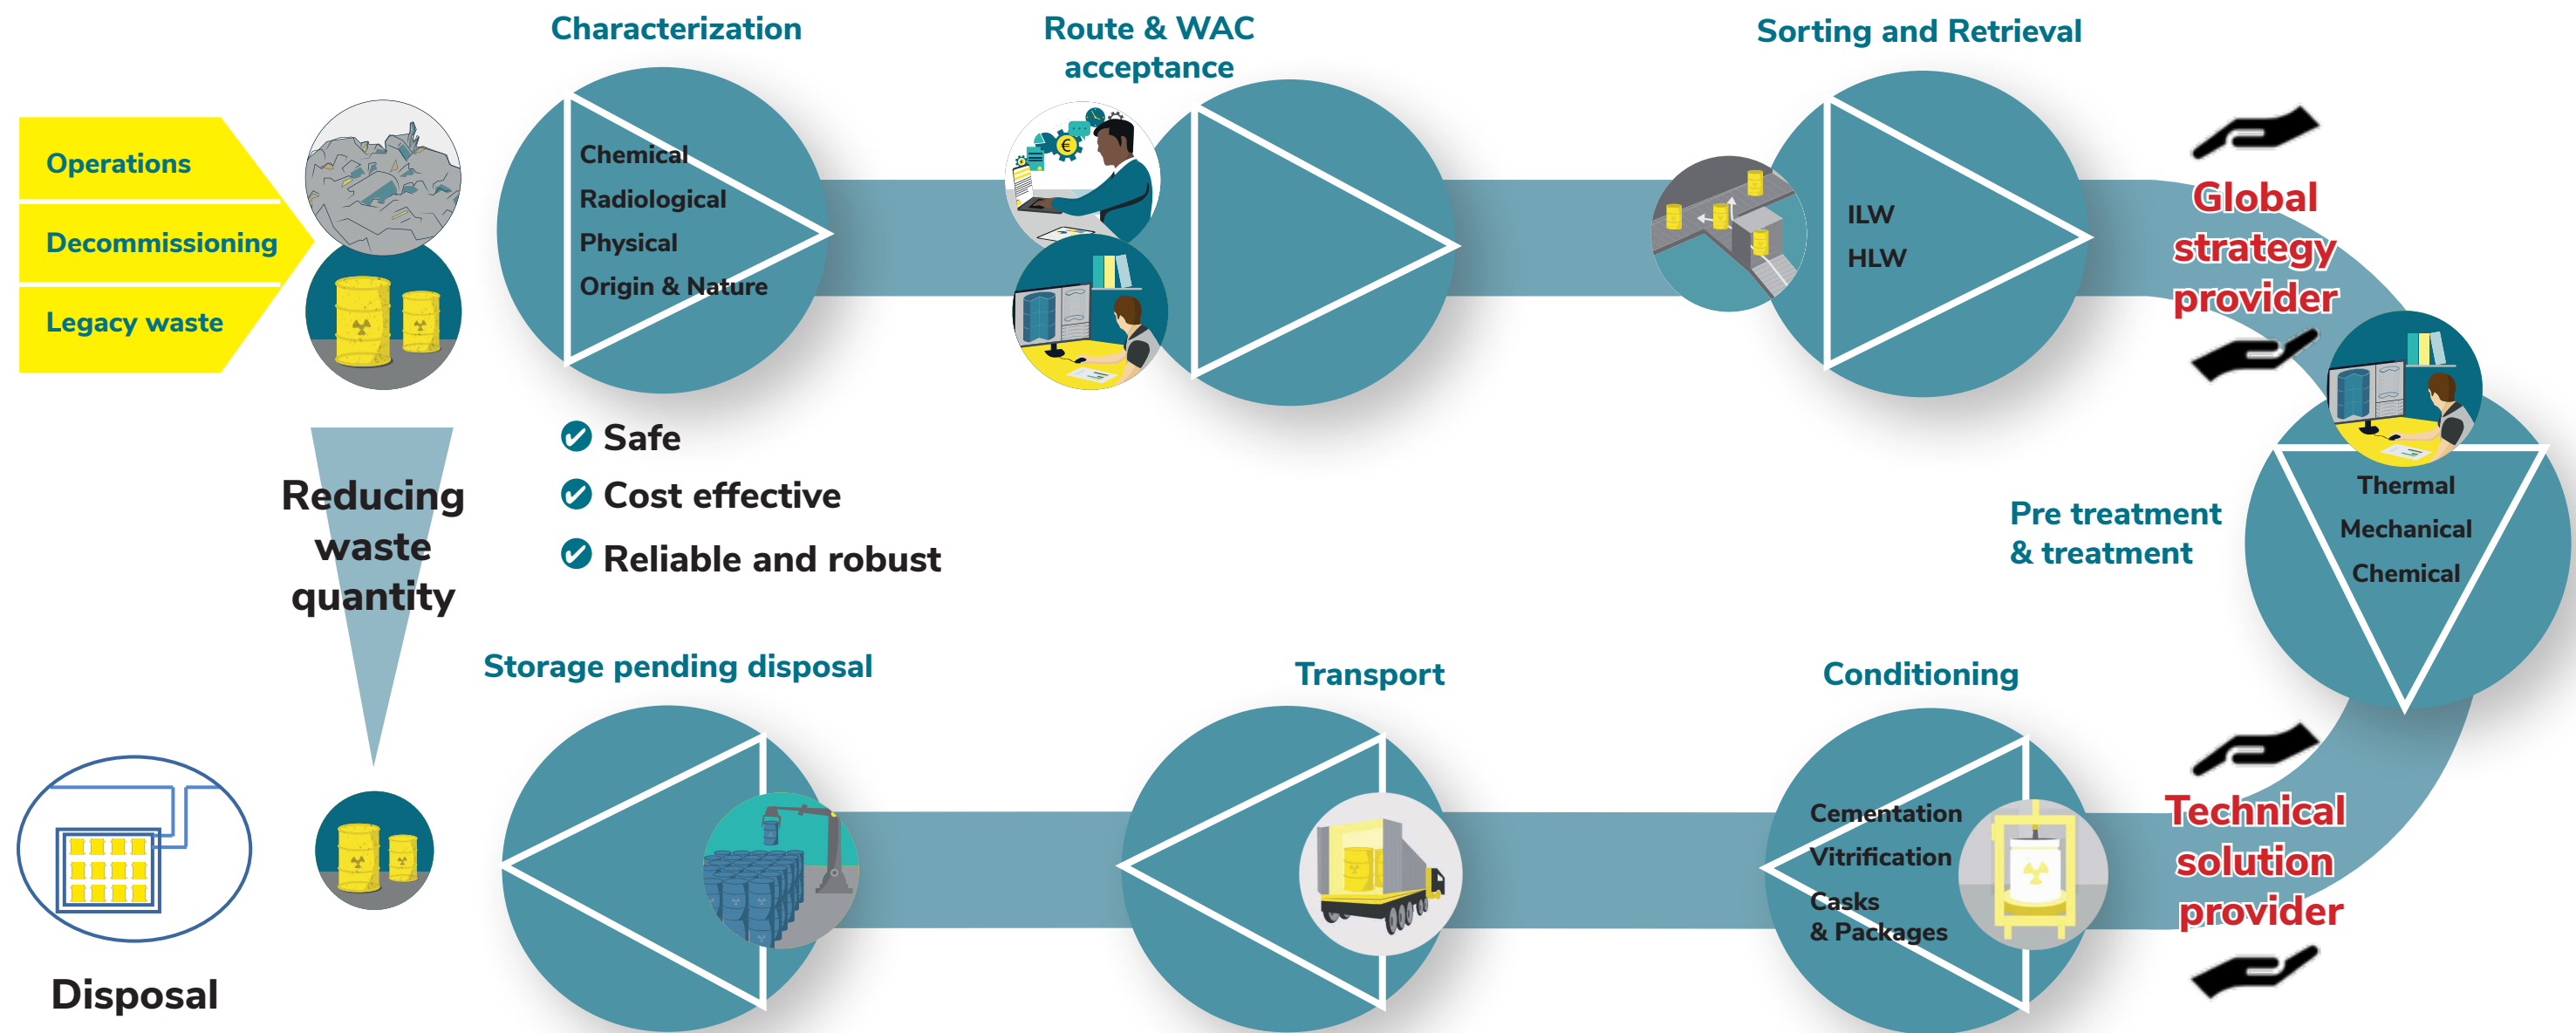 Characterization
Route & WAC
acceptance
Sorting and Retrieval
Operations
Decommissioning
Legacy waste
Chemical
Radiological
Physical
Origin & Nature
€
ILW
HLW
Global
strategy
provider
Safe
Cost effective
Reliable and robust
Reducing
waste
quantity
Pre treatment
& treatment
Thermal
Mechanical
Chemical
Storage pending disposal
Transport
Conditioning
Cementation
Vitrification
Casks
& Packages
Technical
solution
provider
Disposal